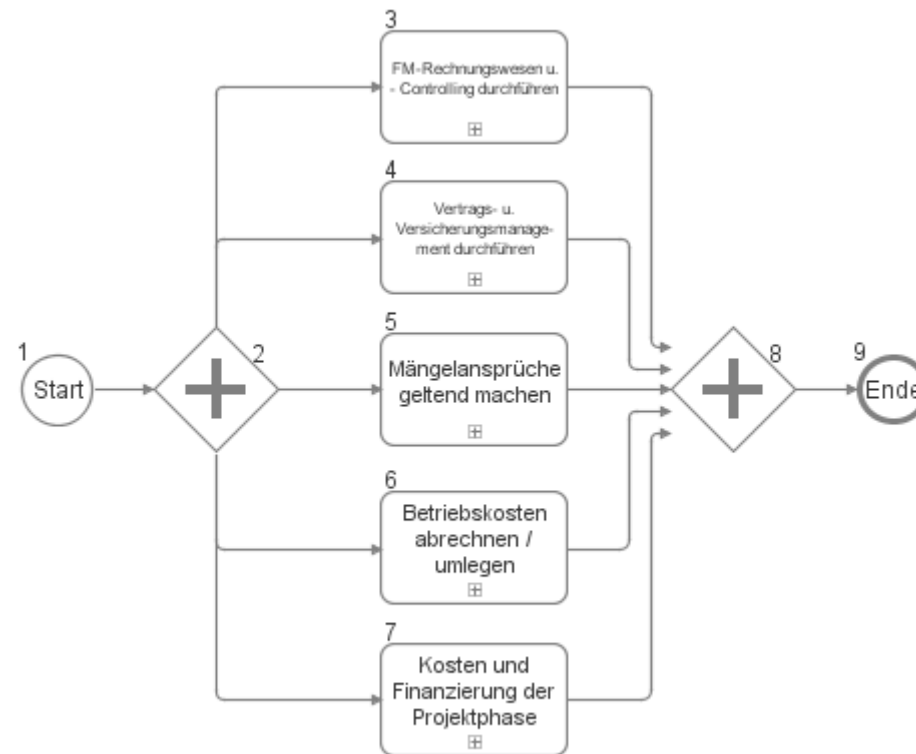 3
FM-Rechnungswesen u.
- Controlling durchführen
4
Vertrags- u.
Versicherungsmanage-
ment durchführen
1
Start
2
5
Mängelansprüche
geltend machen
8
9
Ende
6
Betriebskosten
abrechnen /
umlegen
7
Kosten und
Finanzierung der
Projektphase